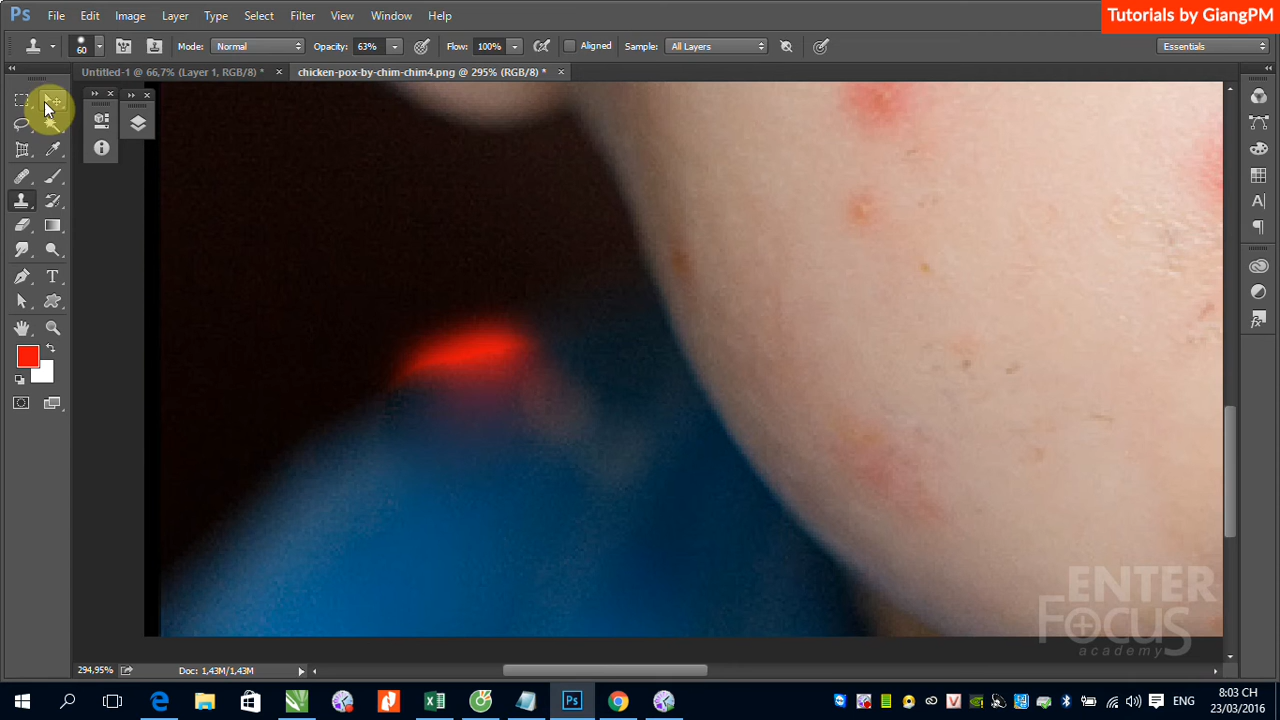 Ps File Edit Image Layer Type Select Filter View Window Help
Tutorials by GiangPM
60 Mode: Normal Opacity: 63% Flow: 100% Aligned Sample: All Layers Essentials
Untitled-1 @ 66,7% (Layer 1, RGB/8) * × chicken-pox-by-chim-chim4.png @ 295% (RGB/8) * ×
ENTER
FOCUS
academy
294,95% Doc: 1,43M/1,43M
ENG
8:03 CH
23/03/2016